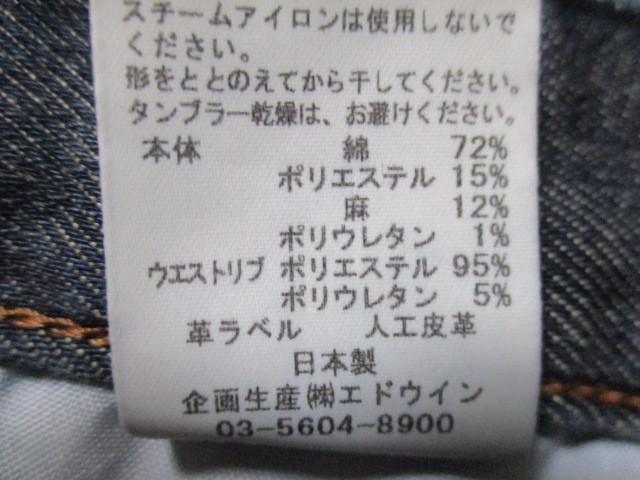 スチームアイロンは使用しないで
ください。
形をととのえてから干してください。
タンブラー乾燥は、お避けください。
本体 綿 72%
ポリエステル 15%
麻 12%
ポリウレタン 1%
ウエストリブ ポリエステル 95%
ポリウレタン 5%
革ラベル 人工皮革
日本製
企画生産㈱エドウイン
03-5604-8900